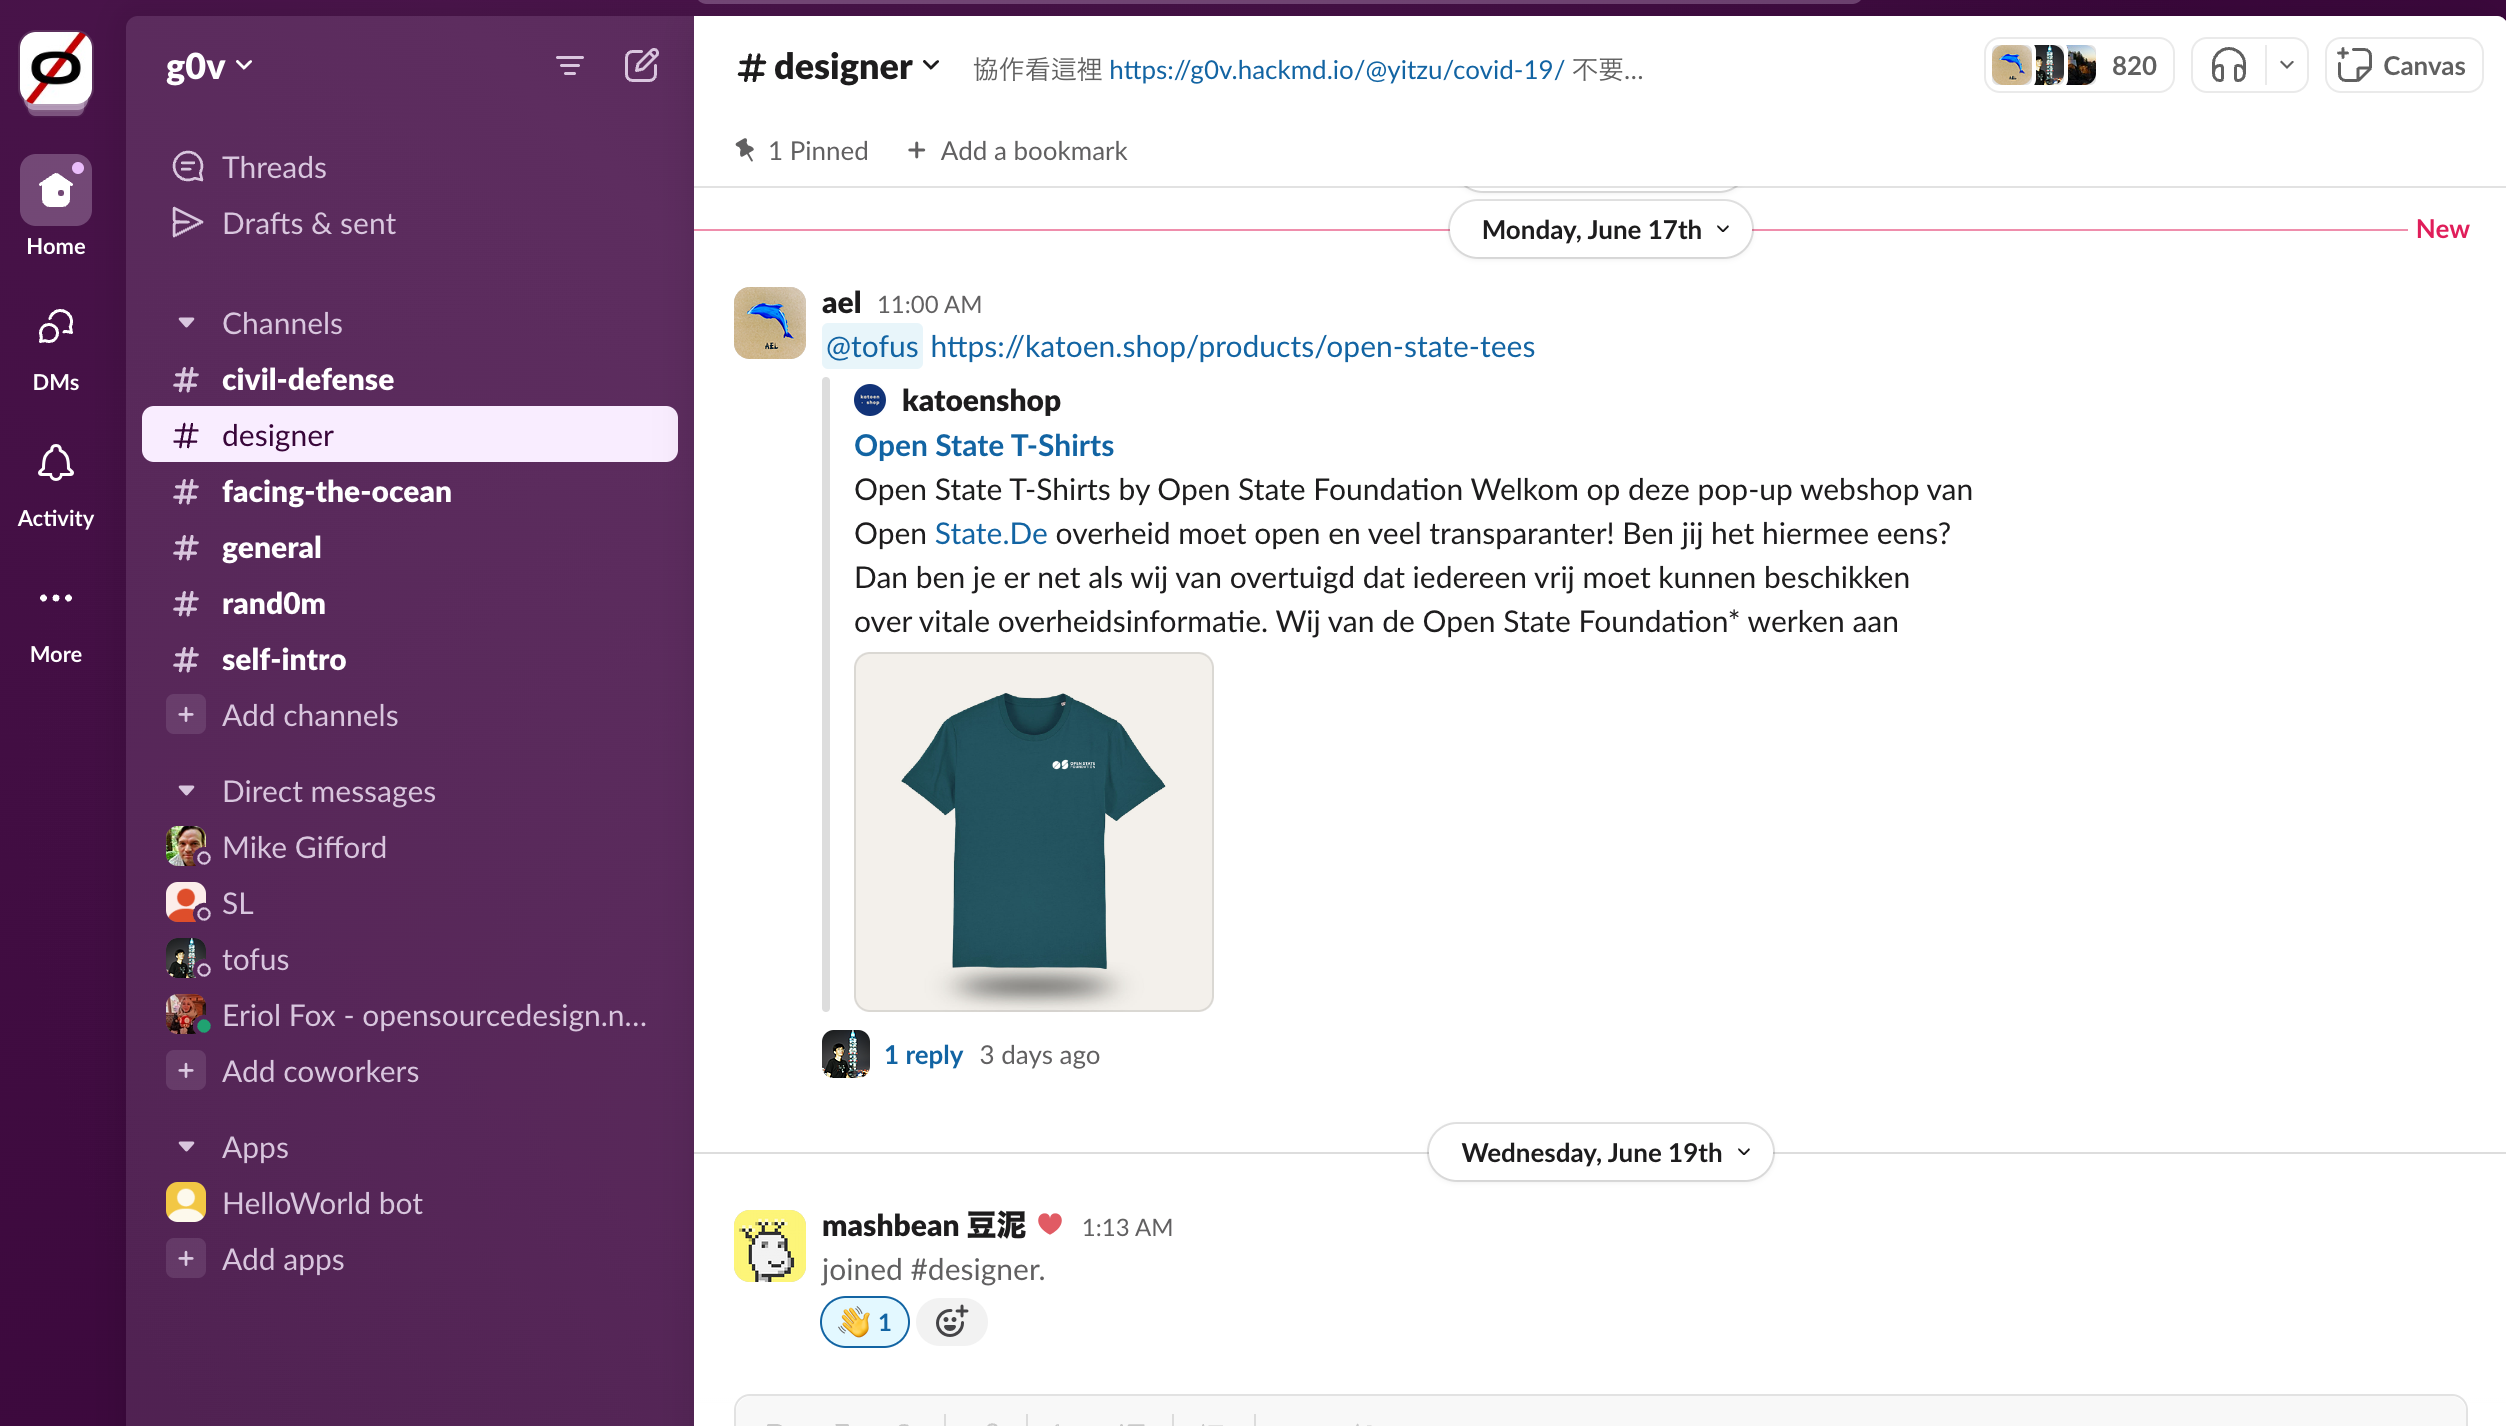 g0v
Home
DMs
Activity
More
Threads
Drafts & sent
Channels
# civil-defense
# designer
# facing-the-ocean
# general
# rand0m
# self-intro
+ Add channels
Direct messages
Mike Gifford
SL
tofus
Eriol Fox - opensourcedesign.n...
+ Add coworkers
Apps
HelloWorld bot
+ Add apps
# designer
協作看這裡 https://g0v.hackmd.io/@yitzu/covid-19/ 不要...
820
Canvas
1 Pinned
+ Add a bookmark
Monday, June 17th
New
ael 11:00 AM
@tofus https://katoen.shop/products/open-state-tees
katoenshop
Open State T-Shirts
Open State T-Shirts by Open State Foundation Welkom op deze pop-up webshop van
Open State.De overheid moet open en veel transparanter! Ben jij het hiermee eens?
Dan ben je er net als wij van overtuigd dat iedereen vrij moet kunnen beschikken
over vitale overheidsinformatie. Wij van de Open State Foundation* werken aan
OPEN STATE
FOUNDATION
1 reply 3 days ago
Wednesday, June 19th
mashbean 豆泥 1:13 AM
joined #designer.
👋 1
AEL